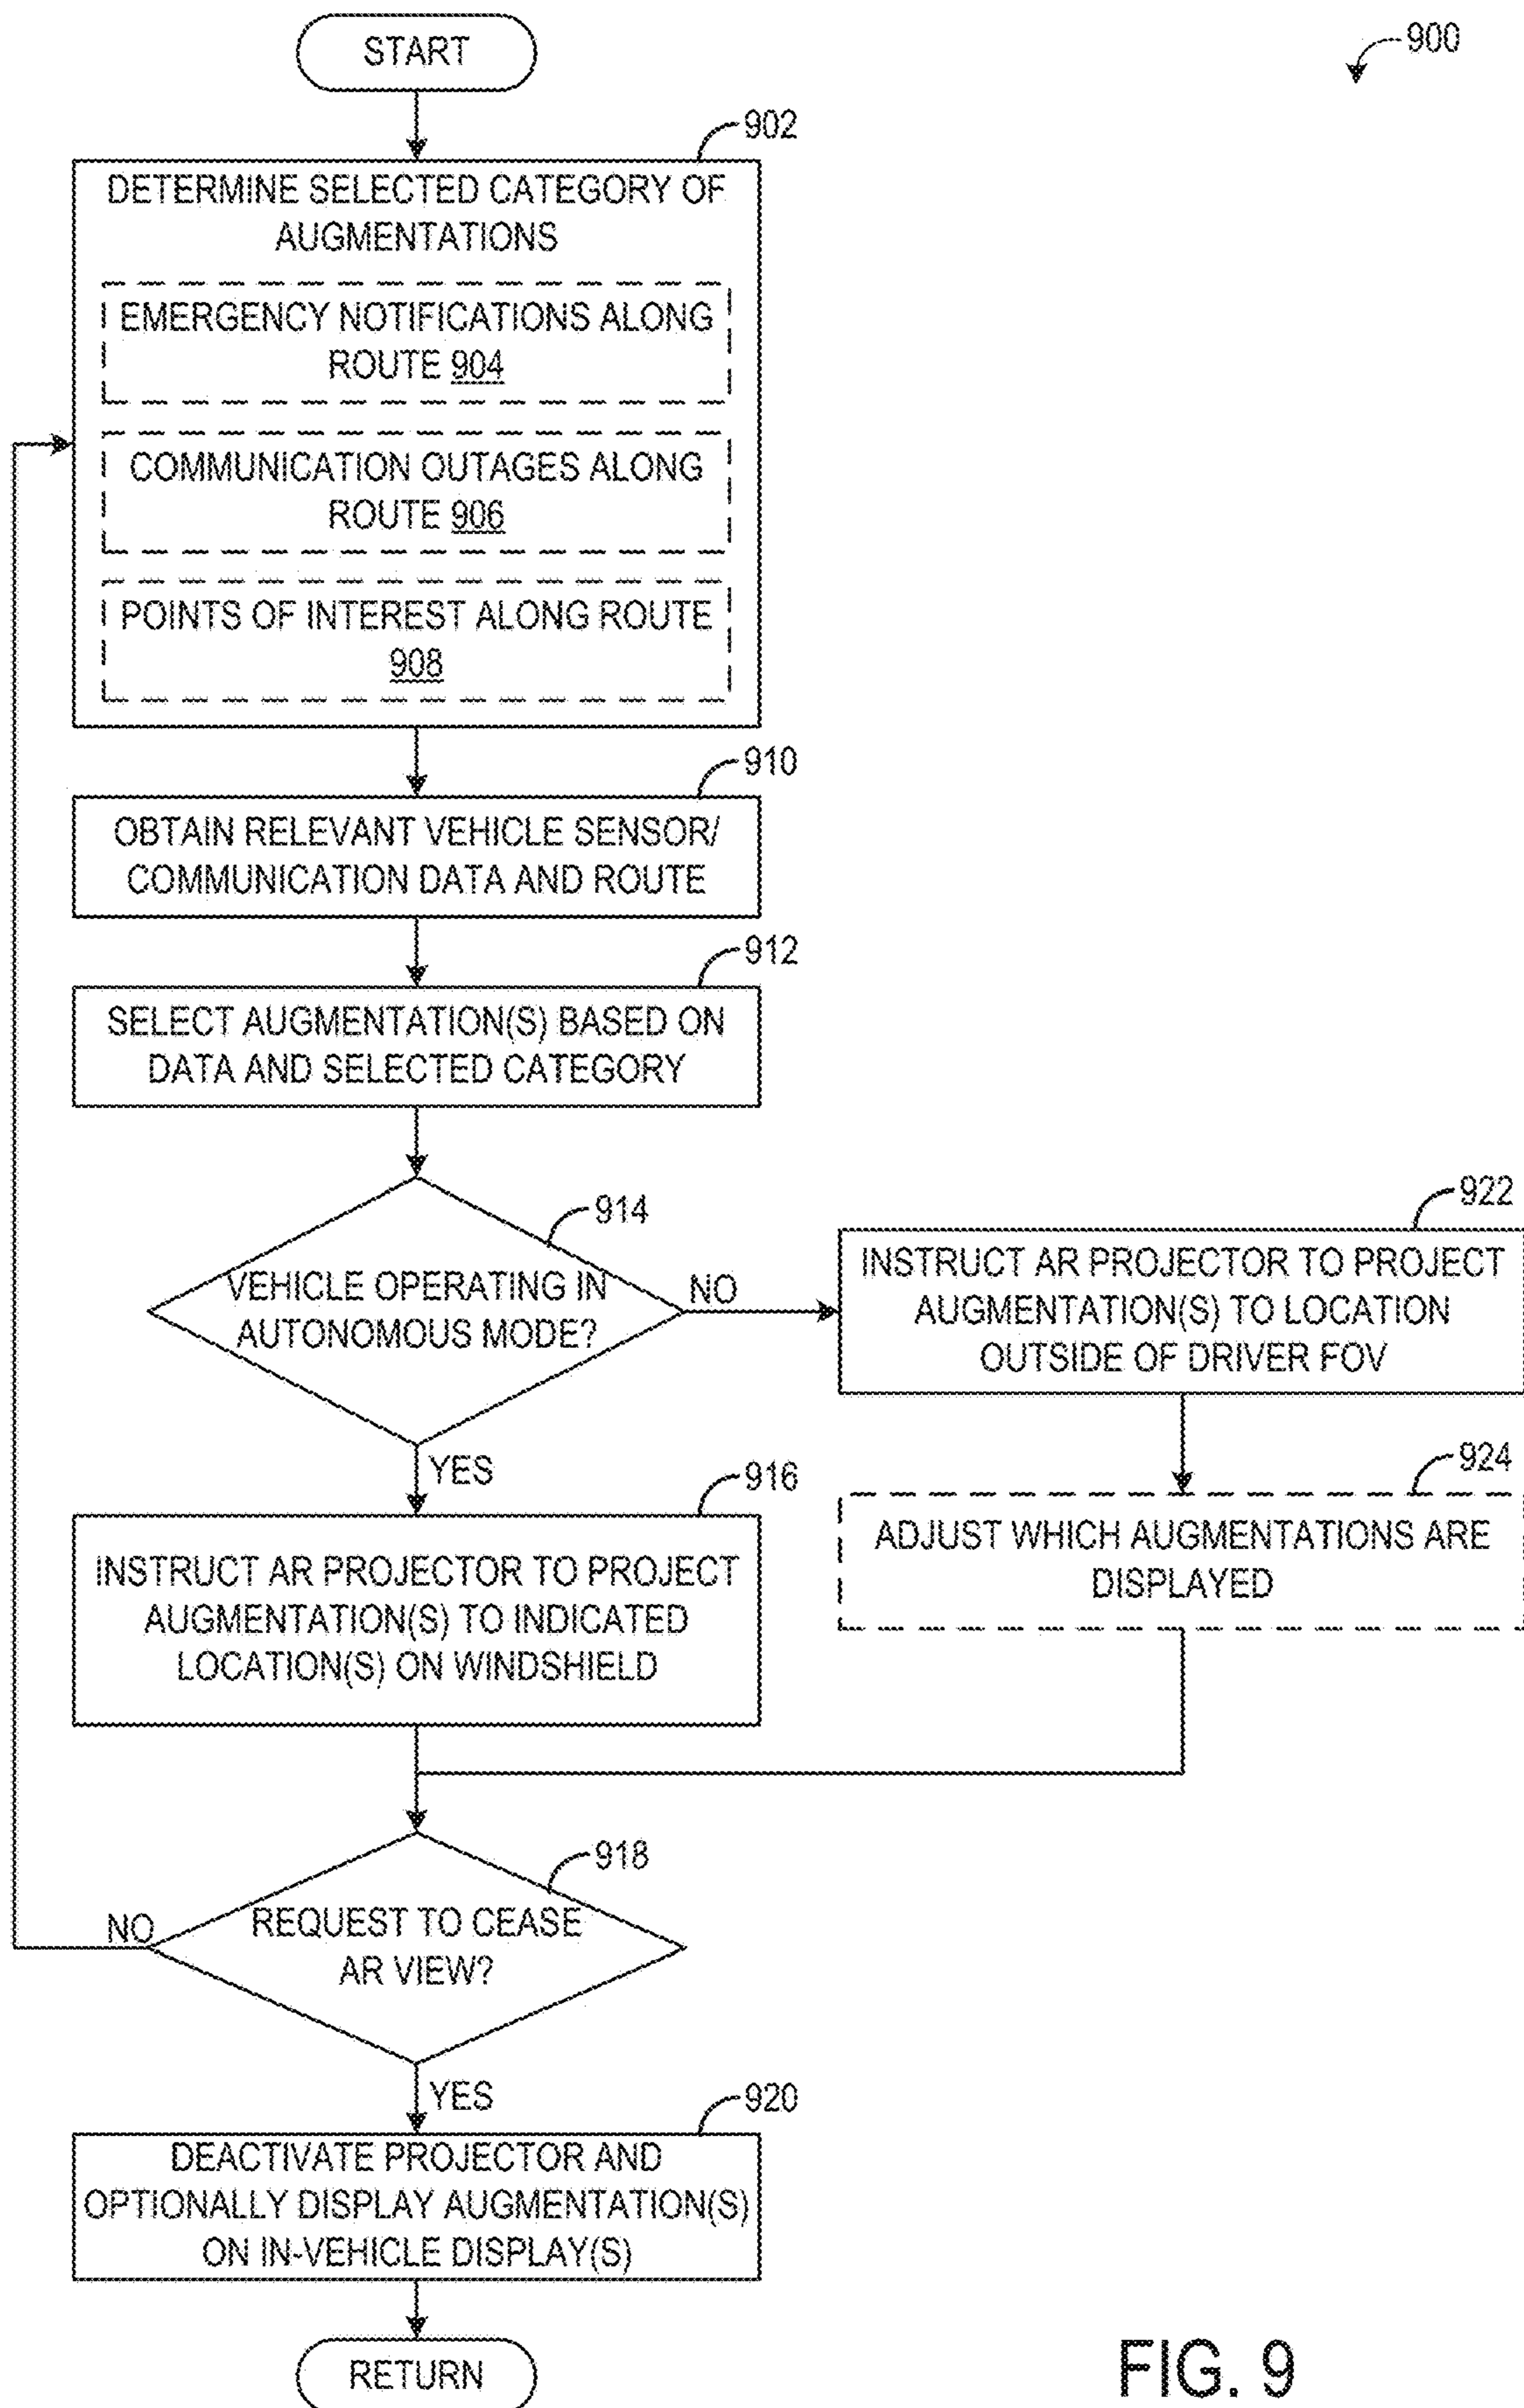 START
900
902
DETERMINE SELECTED CATEGORY OF
AUGMENTATIONS
EMERGENCY NOTIFICATIONS ALONG
ROUTE 904
COMMUNICATION OUTAGES ALONG
ROUTE 906
POINTS OF INTEREST ALONG ROUTE
908
910
OBTAIN RELEVANT VEHICLE SENSOR/
COMMUNICATION DATA AND ROUTE
912
SELECT AUGMENTATION(S) BASED ON
DATA AND SELECTED CATEGORY
914
VEHICLE OPERATING IN
AUTONOMOUS MODE?
NO
922
INSTRUCT AR PROJECTOR TO PROJECT
AUGMENTATION(S) TO LOCATION
OUTSIDE OF DRIVER FOV
924
ADJUST WHICH AUGMENTATIONS ARE
DISPLAYED
YES
916
INSTRUCT AR PROJECTOR TO PROJECT
AUGMENTATION(S) TO INDICATED
LOCATION(S) ON WINDSHIELD
918
REQUEST TO CEASE
AR VIEW?
NO
YES
920
DEACTIVATE PROJECTOR AND
OPTIONALLY DISPLAY AUGMENTATION(S)
ON IN-VEHICLE DISPLAY(S)
RETURN
FIG. 9